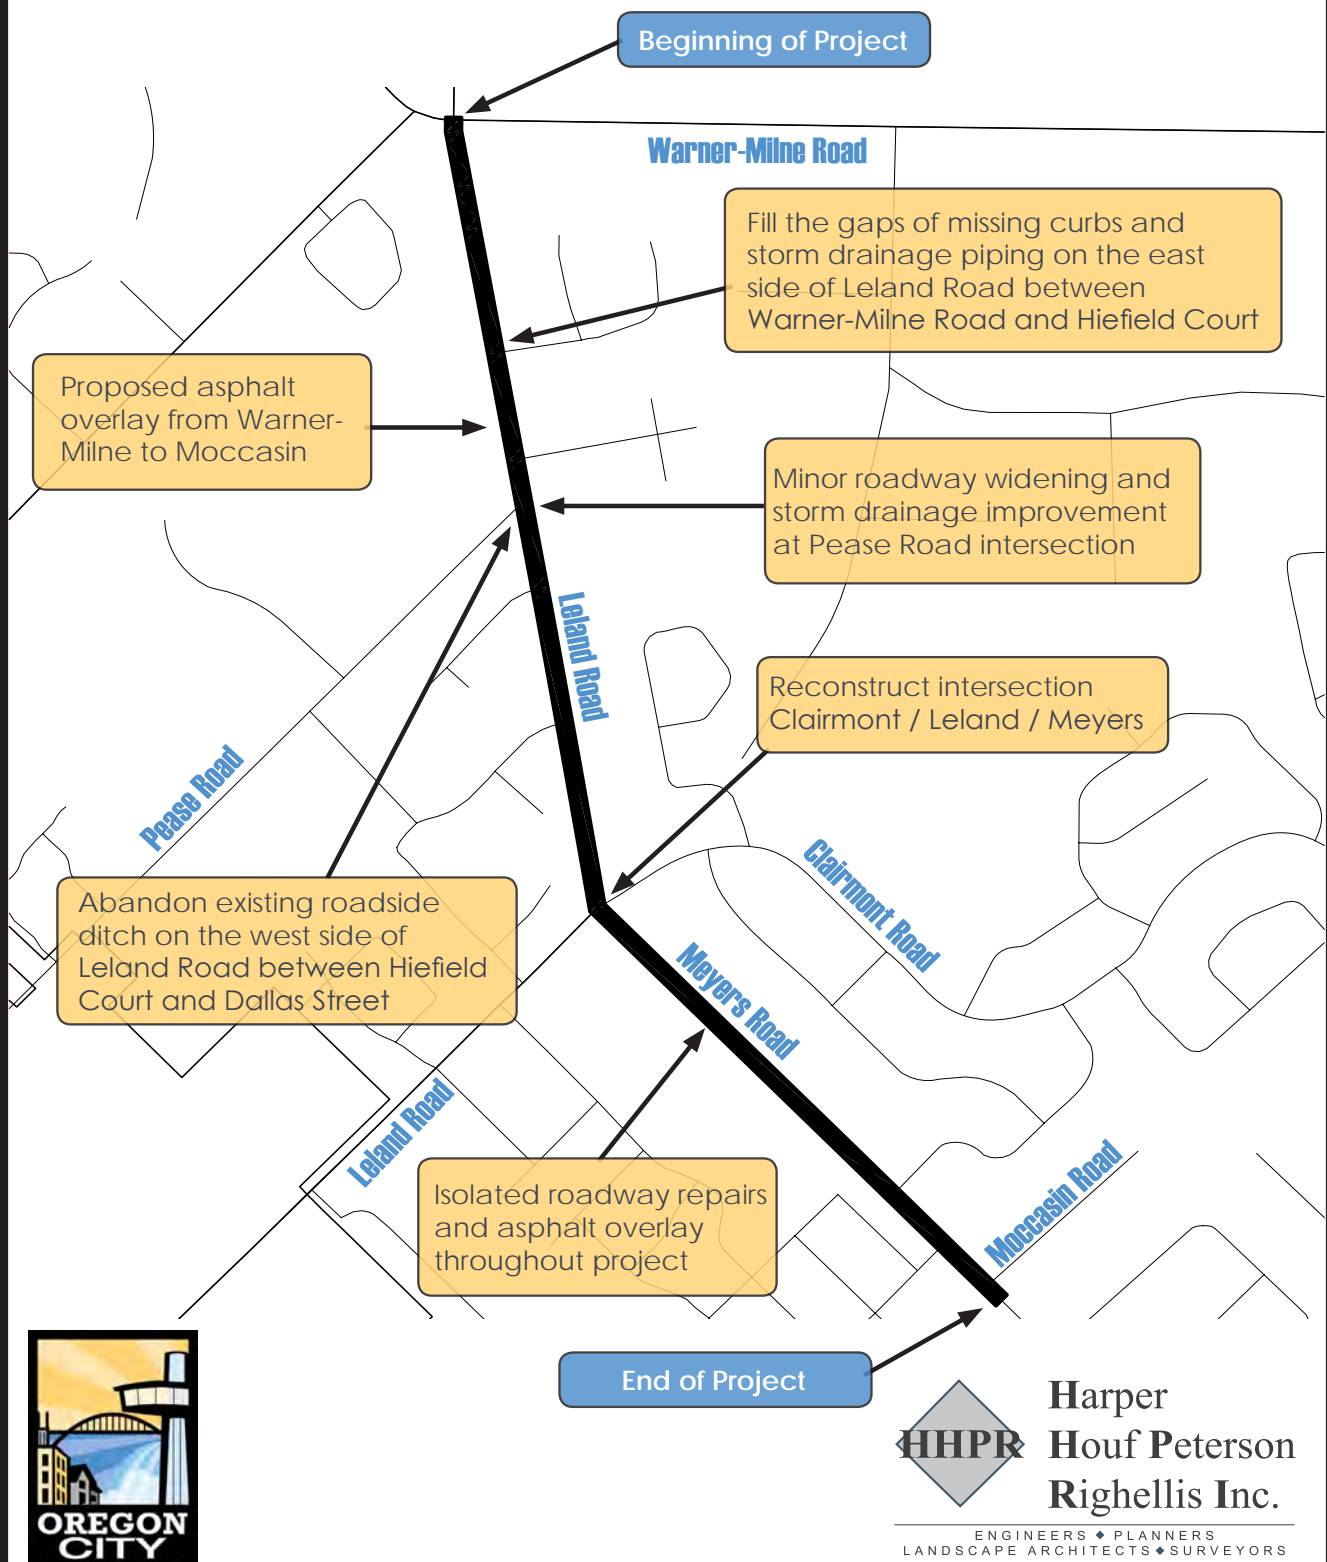 Beginning of Project
Warner-Milne Road
Fill the gaps of missing curbs and
storm drainage piping on the east
side of Leland Road between
Warner-Milne Road and Hiefield Court
Proposed asphalt
overlay from Warner-
Milne to Moccasin
Minor roadway widening and
storm drainage improvement
at Pease Road intersection
Leland Road
Reconstruct intersection
Clairmont / Leland / Meyers
Pease Road
Clairmont Road
Abandon existing roadside
ditch on the west side of
Leland Road between Hiefield
Court and Dallas Street
Meyers Road
Leland Road
Isolated roadway repairs
and asphalt overlay
throughout project
Moccasin Road
End of Project
OREGON
CITY
HHPR
Harper
Houf Peterson
Righellis Inc.
ENGINEERS ◆ PLANNERS
LANDSCAPE ARCHITECTS ◆ SURVEYORS